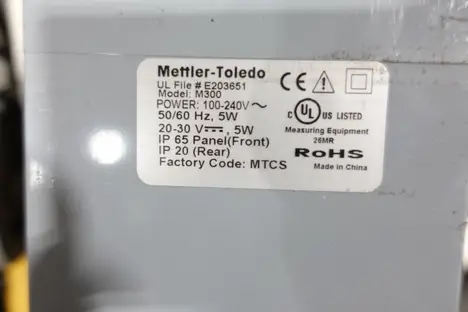 Mettler-Toledo
UL File # E203651
Model: M300
POWER: 100-240V～
50/60 Hz, 5W
20-30 V⎓, 5W
IP 65 Panel(Front)
IP 20 (Rear)
Factory Code: MTCS
CE
C UL US LISTED
Measuring Equipment
26MR
RoHS
Made in China